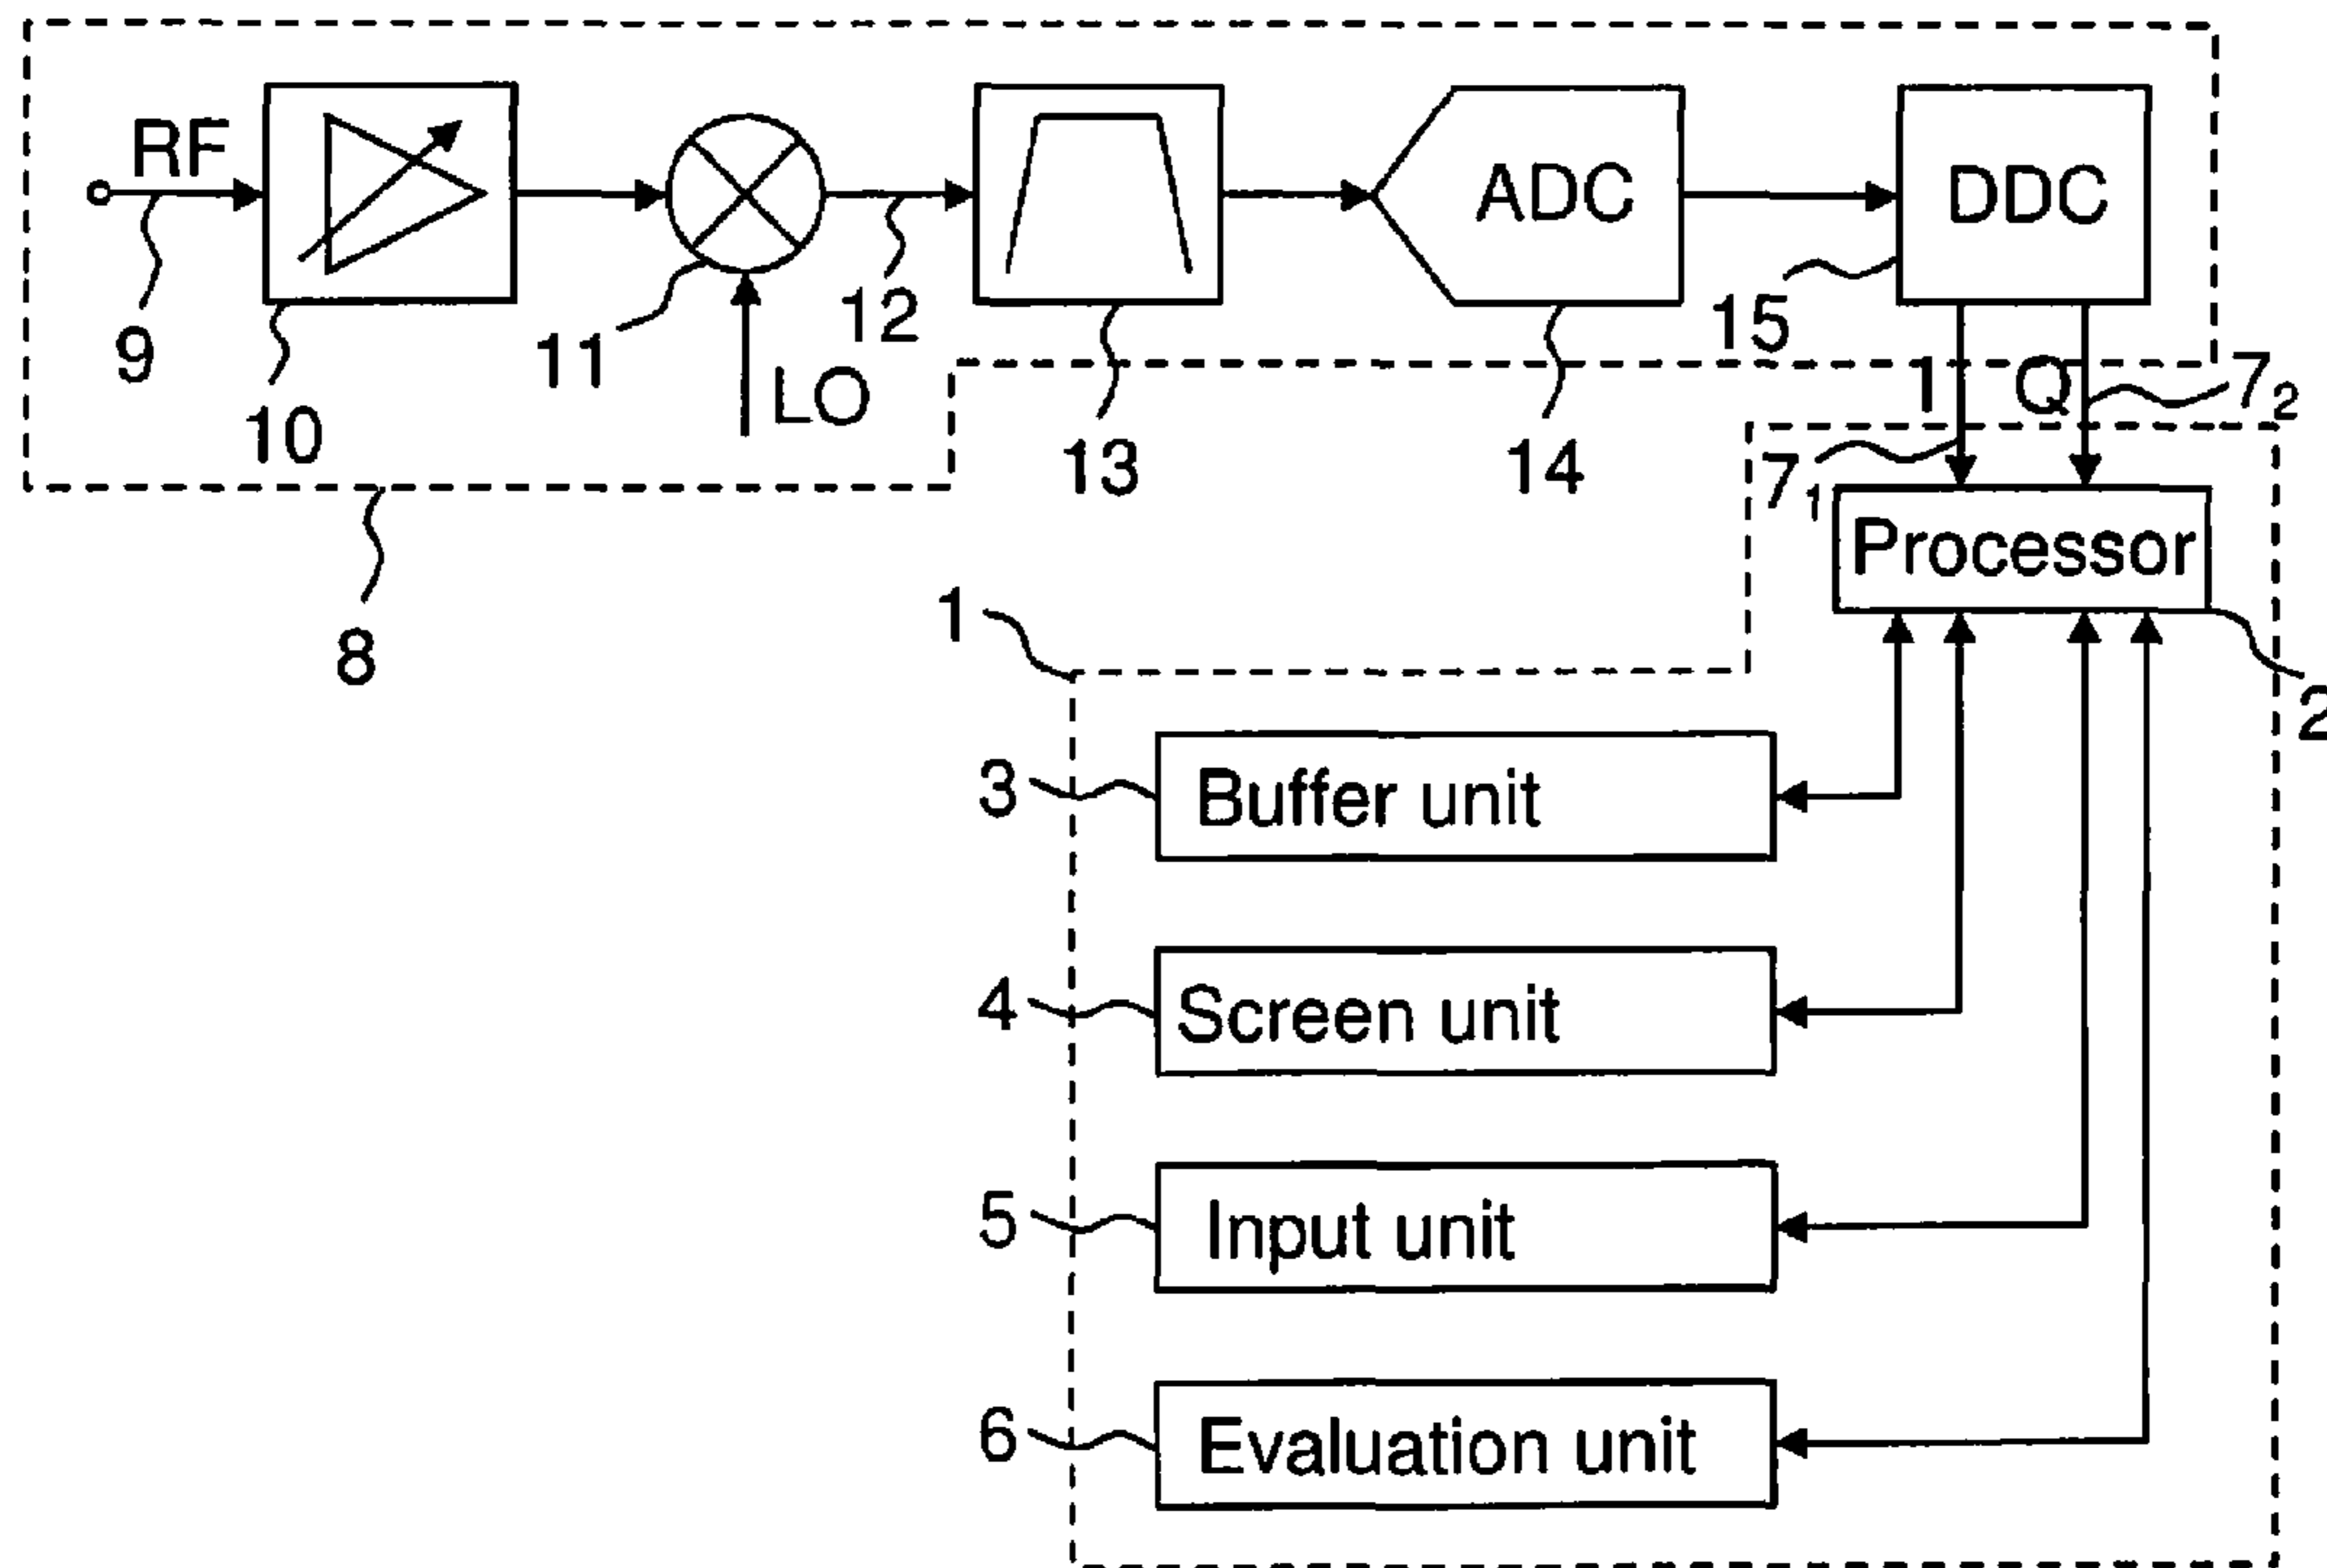 RF
ADC
DDC
9
10
11
LO
12
13
14
15
I
Q
7₂
7₁
Processor
8
1
2
3
Buffer unit
4
Screen unit
5
Input unit
6
Evaluation unit